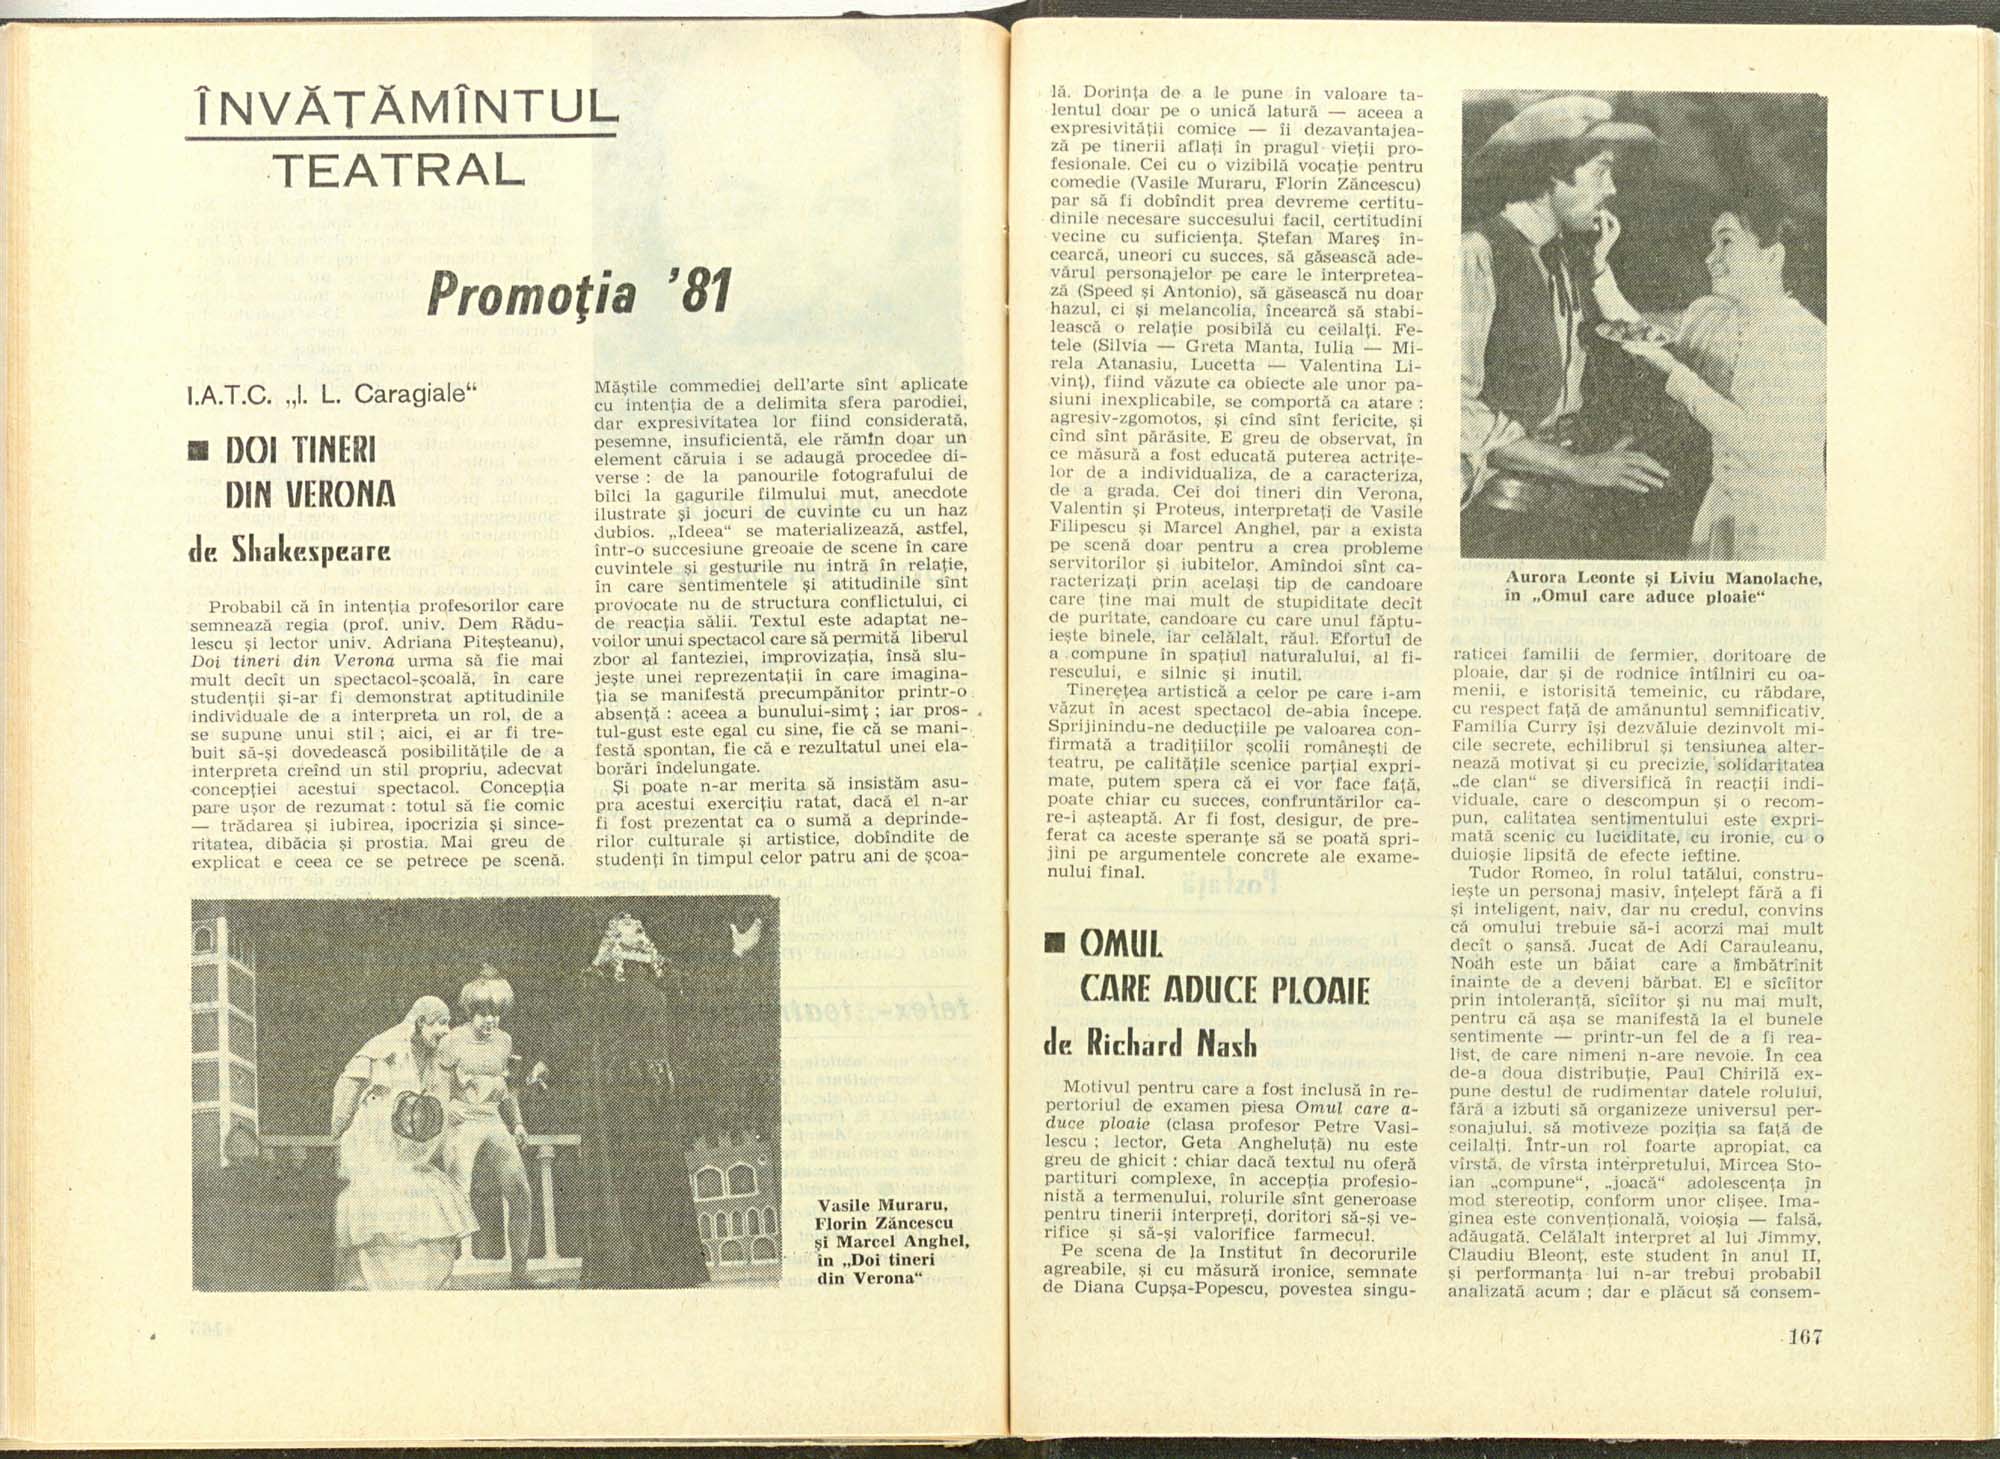 ÎNVĂŢĂMÎNTUL
TEATRAL
Promoţia ’81
I.A.T.C. „I. L. Caragiale“
■ DOI TINERI
DIN VERONA
de Shakespeare
Probabil că în intenţia profesorilor care
semnează regia (prof. univ. Dem Rădu-
lescu şi lector univ. Adriana Piteşteanu),
Doi tineri din Verona urma să fie mai
mult decît un spectacol-şcoală, în care
studenţii şi-ar fi demonstrat aptitudinile
individuale de a interpreta un rol, de a
se supune unui stil ; aici, ei ar fi tre-
buit să-şi dovedească posibilităţile de a
interpreta creînd un stil propriu, adecvat
concepţiei acestui spectacol. Concepţia
pare uşor de rezumat : totul să fie comic
— trădarea şi iubirea, ipocrizia şi since-
ritatea, dibăcia şi prostia. Mai greu de
explicat e ceea ce se petrece pe scenă.
Măştile commediei dell’arte sînt aplicate
cu intenţia de a delimita sfera parodiei,
dar expresivitatea lor fiind considerată,
pesemne, insuficientă, ele rămîn doar un
element căruia i se adaugă procedee di-
verse : de la panourile fotografului de
bîlci la gagurile filmului mut, anecdote
ilustrate şi jocuri de cuvinte cu un haz
dubios. „Ideea“ se materializează, astfel,
într-o succesiune greoaie de scene în care
cuvintele şi gesturile nu intră în relaţie,
în care sentimentele şi atitudinile sînt
provocate nu de structura conflictului, ci
de reacţia sălii. Textul este adaptat ne-
voilor unui spectacol care să permită liberul
zbor al fanteziei, improvizaţia, însă slu-
jeşte unei reprezentaţii în care imagina-
ţia se manifestă precumpănitor printr-o
absenţă : aceea a bunului-simţ ; iar pros-
tul-gust este egal cu sine, fie că se mani-
festă spontan, fie că e rezultatul unei ela-
borări îndelungate.
Şi poate n-ar merita să insistăm asu-
pra acestui exerciţiu ratat, dacă el n-ar
fi fost prezentat ca o sumă a deprinde-
rilor culturale şi artistice, dobîndite de
studenţi în timpul celor patru ani de şcoa-
Vasile Muraru,
Florin Zăncescu
şi Marcel Anghel,
în „Doi tineri
din Verona“
lă. Dorinţa de a le pune în valoare ta-
lentul doar pe o unică latură — aceea a
expresivităţii comice — îi dezavantajea-
ză pe tinerii aflaţi în pragul vieţii pro-
fesionale. Cei cu o vizibilă vocaţie pentru
comedie (Vasile Muraru, Florin Zăncescu)
par să fi dobîndit prea devreme certitu-
dinile necesare succesului facil, certitudini
vecine cu suficienţa. Ştefan Mareş în-
cearcă, uneori cu succes, să găsească ade-
vărul personajelor pe care le interpretea-
ză (Speed şi Antonio), să găsească nu doar
hazul, ci şi melancolia, încearcă să stabi-
lească o relaţie posibilă cu ceilalţi. Fe-
tele (Silvia — Greta Manta, Iulia — Mi-
rela Atanasiu, Lucetta — Valentina Li-
vinţ), fiind văzute ca obiecte ale unor pa-
siuni inexplicabile, se comportă ca atare :
agresiv-zgomotos, şi cînd sînt fericite, şi
cînd sînt părăsite. E greu de observat, în
ce măsură a fost educată puterea actriţe-
lor de a individualiza, de a caracteriza,
de a grada. Cei doi tineri din Verona,
Valentin şi Proteus, interpretaţi de Vasile
Filipescu şi Marcel Anghel, par a exista
pe scenă doar pentru a crea probleme
servitorilor şi iubitelor. Amîndoi sînt ca-
racterizaţi prin acelaşi tip de candoare
care ţine mai mult de stupiditate decît
de puritate, candoare cu care unul făptu-
ieşte binele, iar celălalt, răul. Efortul de
a compune în spaţiul naturalului, al fi-
rescului, e silnic şi inutil.
Tinereţea artistică a celor pe care i-am
văzut în acest spectacol de-abia începe.
Sprijinindu-ne deducţiile pe valoarea con-
firmată a tradiţiilor şcolii româneşti de
teatru, pe calităţile scenice parţial expri-
mate, putem spera că ei vor face faţă,
poate chiar cu succes, confruntărilor ca-
re-i aşteaptă. Ar fi fost, desigur, de pre-
ferat ca aceste speranţe să se poată spri-
jini pe argumentele concrete ale exame-
nului final.
■ OMUL
CARE ADUCE PLOAIE
de Richard Nash
Motivul pentru care a fost inclusă în re-
pertoriul de examen piesa Omul care a-
duce ploaie (clasa profesor Petre Vasi-
lescu ; lector, Geta Angheluţă) nu este
greu de ghicit : chiar dacă textul nu oferă
partituri complexe, în accepţia profesio-
nistă a termenului, rolurile sînt generoase
pentru tinerii interpreţi, doritori să-şi ve-
rifice şi să-şi valorifice farmecul.
Pe scena de la Institut în decorurile
agreabile, şi cu măsură ironice, semnate
de Diana Cupşa-Popescu, povestea singu-
Aurora Leonte şi Liviu Manolache,
în „Omul care aduce ploaie“
raticei familii de fermier, doritoare de
ploaie, dar şi de rodnice întîlniri cu oa-
menii, e istorisită temeinic, cu răbdare,
cu respect faţă de amănuntul semnificativ.
Familia Curry îşi dezvăluie dezinvolt mi-
cile secrete, echilibrul şi tensiunea alter-
nează motivat şi cu precizie, solidaritatea
„de clan“ se diversifică în reacţii indi-
viduale, care o descompun şi o recom-
pun, calitatea sentimentului este expri-
mată scenic cu luciditate, cu ironie, cu o
duioşie lipsită de efecte ieftine.
Tudor Romeo, în rolul tatălui, constru-
ieşte un personaj masiv, înţelept fără a fi
şi inteligent, naiv, dar nu credul, convins
că omului trebuie să-i acorzi mai mult
decît o şansă. Jucat de Adi Carauleanu,
Noah este un băiat care a îmbătrînit
înainte de a deveni bărbat. El e sîcîitor
prin intoleranţă, sîcîitor şi nu mai mult,
pentru că aşa se manifestă la el bunele
sentimente — printr-un fel de a fi rea-
list, de care nimeni n-are nevoie. În cea
de-a doua distribuţie, Paul Chirilă ex-
pune destul de rudimentar datele rolului,
fără a izbuti să organizeze universul per-
sonajului, să motiveze poziţia sa faţă de
ceilalţi. Într-un rol foarte apropiat, ca
vîrstă, de vîrsta interpretului, Mircea Sto-
ian „compune“, „joacă“ adolescenţa în
mod stereotip, conform unor clişee. Ima-
ginea este convenţională, voioşia — falsă,
adăugată. Celălalt interpret al lui Jimmy,
Claudiu Bleonţ, este student în anul II,
şi performanţa lui n-ar trebui probabil
analizată acum ; dar e plăcut să consem-
167